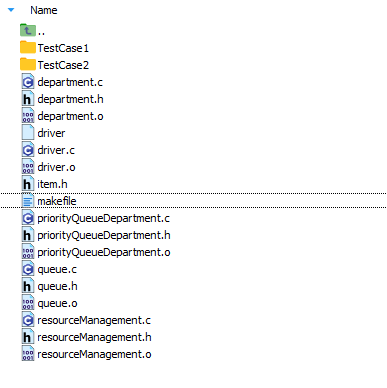 Name
..
TestCase1
TestCase2
department.c
department.h
department.o
driver
driver.c
driver.o
item.h
makefile
priorityQueueDepartment.c
priorityQueueDepartment.h
priorityQueueDepartment.o
queue.c
queue.h
queue.o
resourceManagement.c
resourceManagement.h
resourceManagement.o